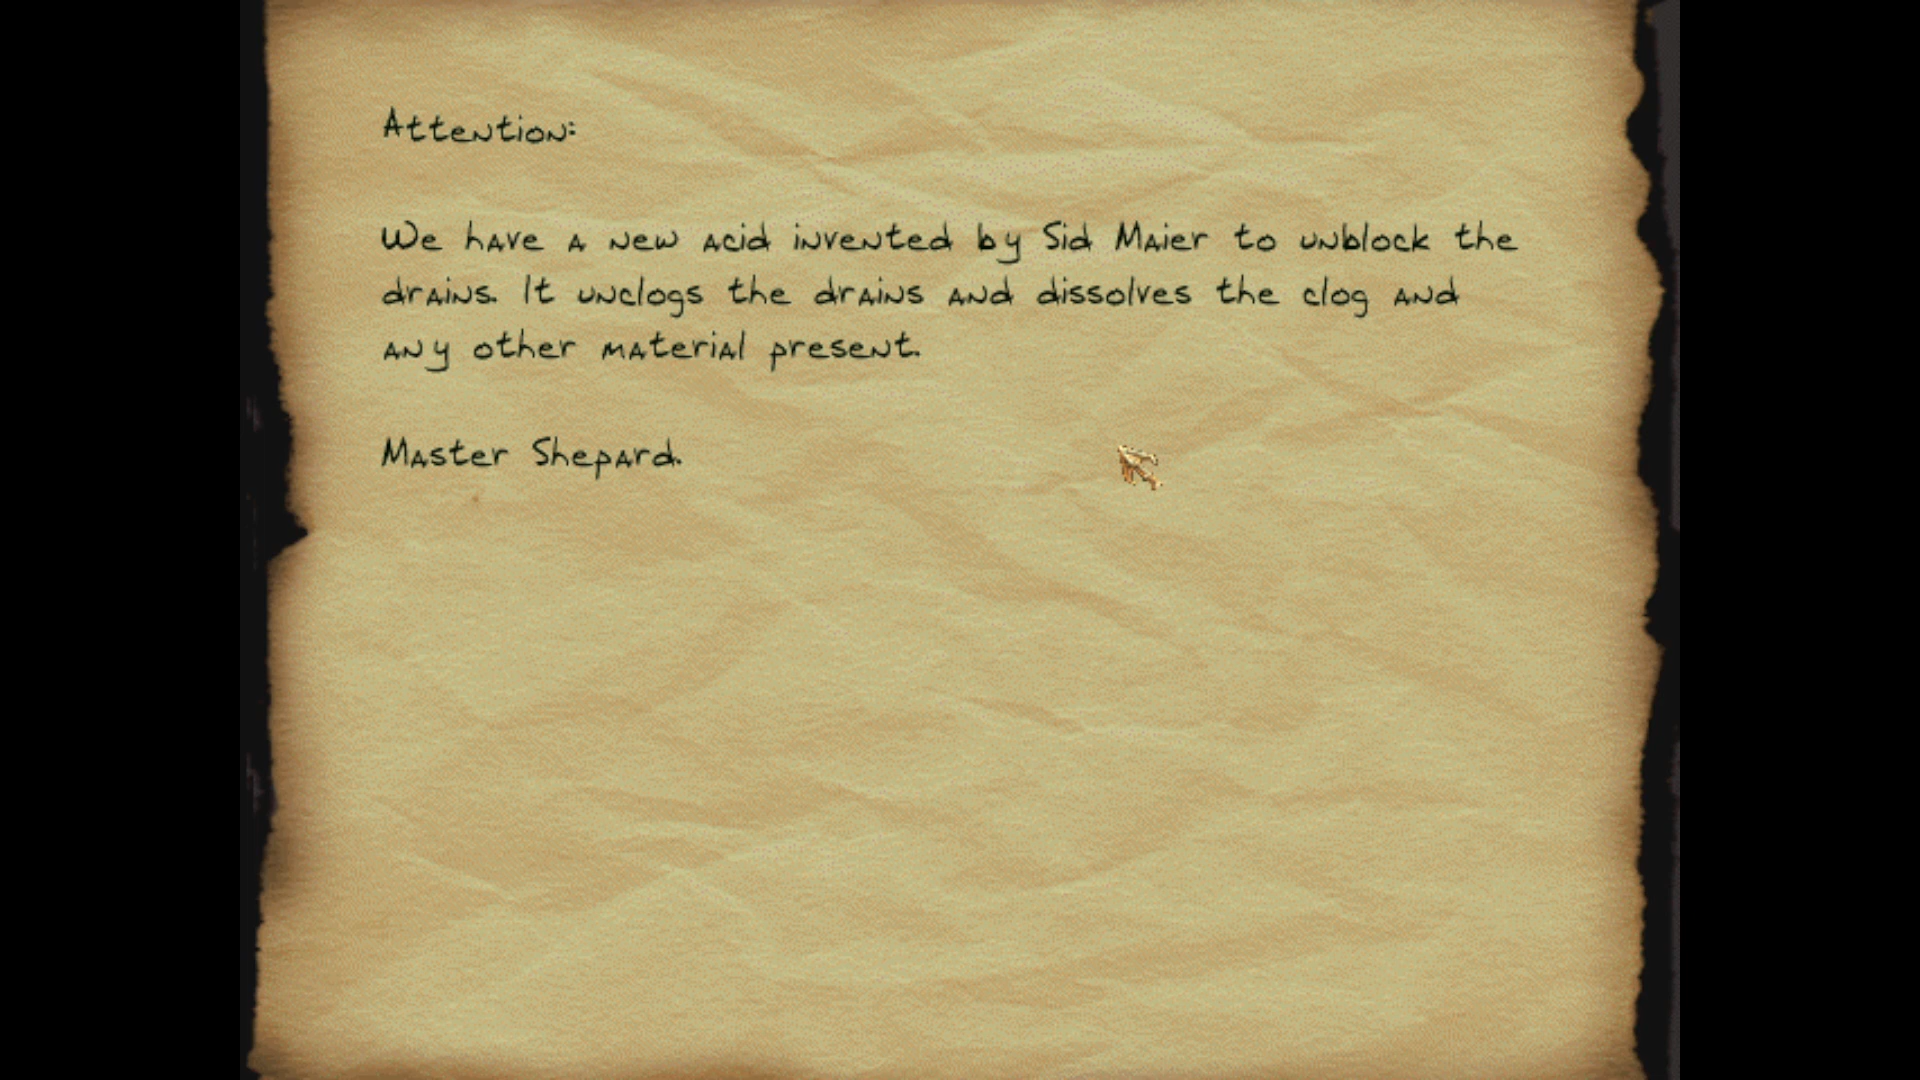 Attention:
We have a new acid invented by Sid Maier to unblock the
drains. It unclogs the drains and dissolves the clog and
any other material present.
Master Shepard.